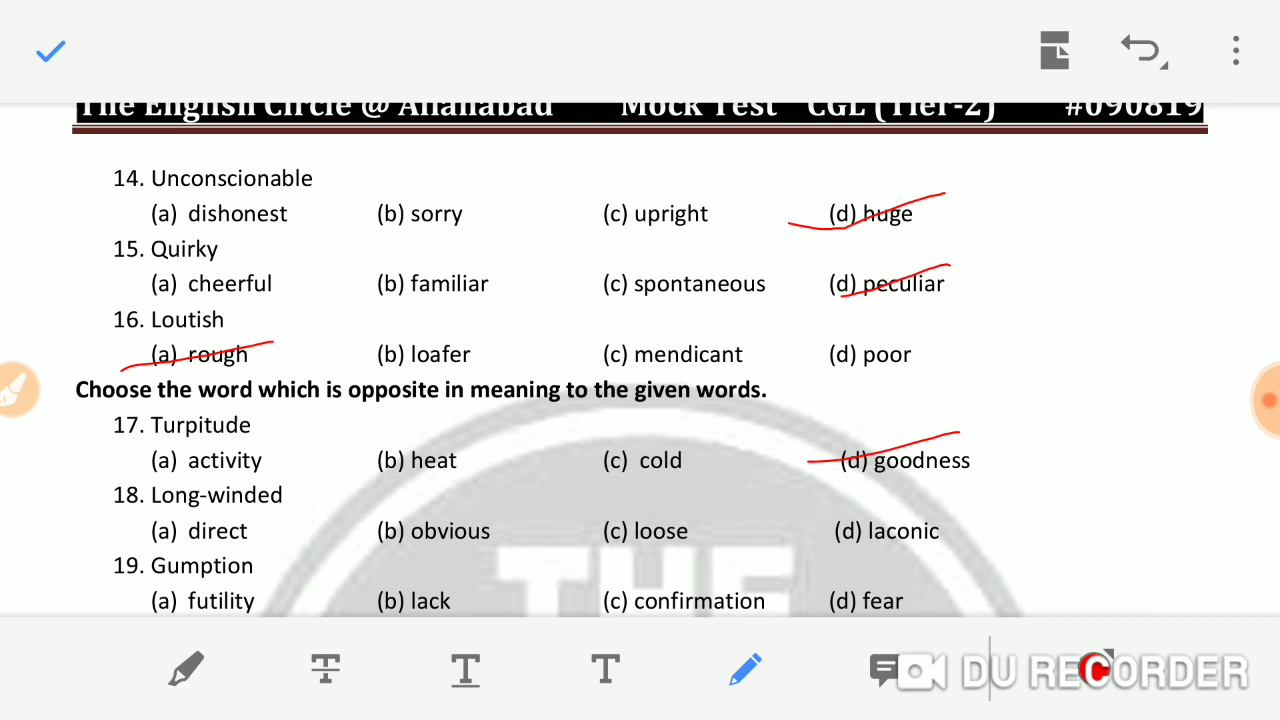 The English Circle @ Allahabad Mock Test CGL (Tier-2) #090819
14. Unconscionable
(a) dishonest (b) sorry (c) upright (d) huge
15. Quirky
(a) cheerful (b) familiar (c) spontaneous (d) peculiar
16. Loutish
(a) rough (b) loafer (c) mendicant (d) poor
Choose the word which is opposite in meaning to the given words.
17. Turpitude
(a) activity (b) heat (c) cold (d) goodness
18. Long-winded
(a) direct (b) obvious (c) loose (d) laconic
19. Gumption
THE
(a) futility (b) lack (c) confirmation (d) fear
T T T
DU RECORDER